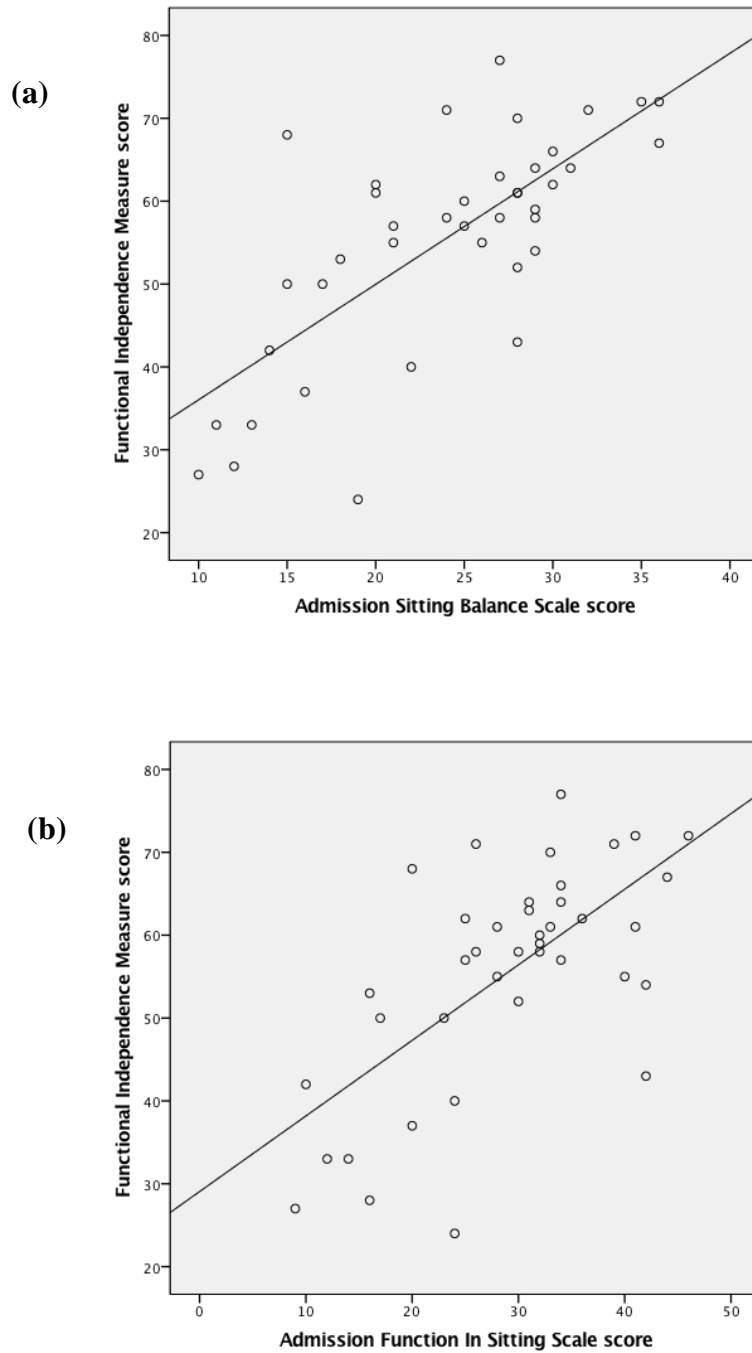 (a)
Functional Independence Measure score
80
70
60
50
40
30
20
10 15 20 25 30 35 40
Admission Sitting Balance Scale score
(b)
Functional Independence Measure score
80
70
60
50
40
30
20
0 10 20 30 40 50
Admission Function In Sitting Scale score